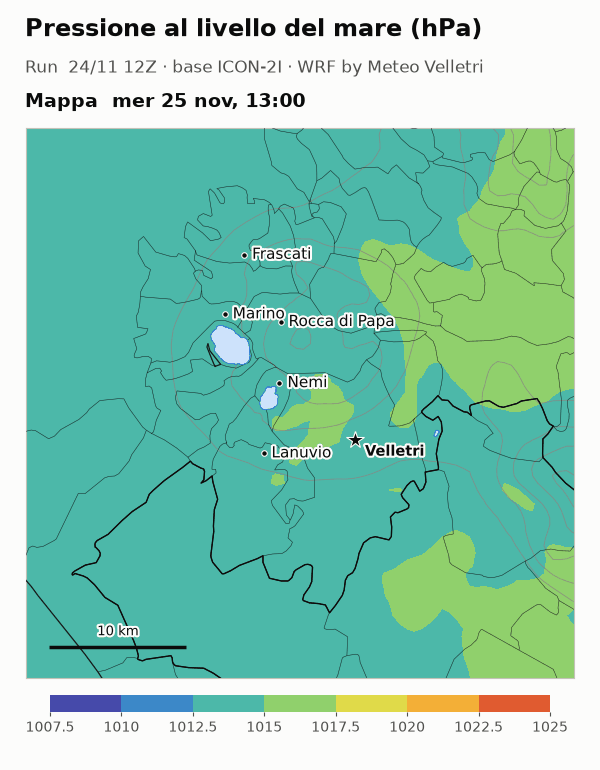 Pressione al livello del mare (hPa)
Run 24/11 12Z · base ICON-2I · WRF by Meteo Velletri
Mappa mer 25 nov, 13:00
Frascati
Marino
Rocca di Papa
Nemi
Velletri
Lanuvio
10 km
1007.5 1010 1012.5 1015 1017.5 1020 1022.5 1025